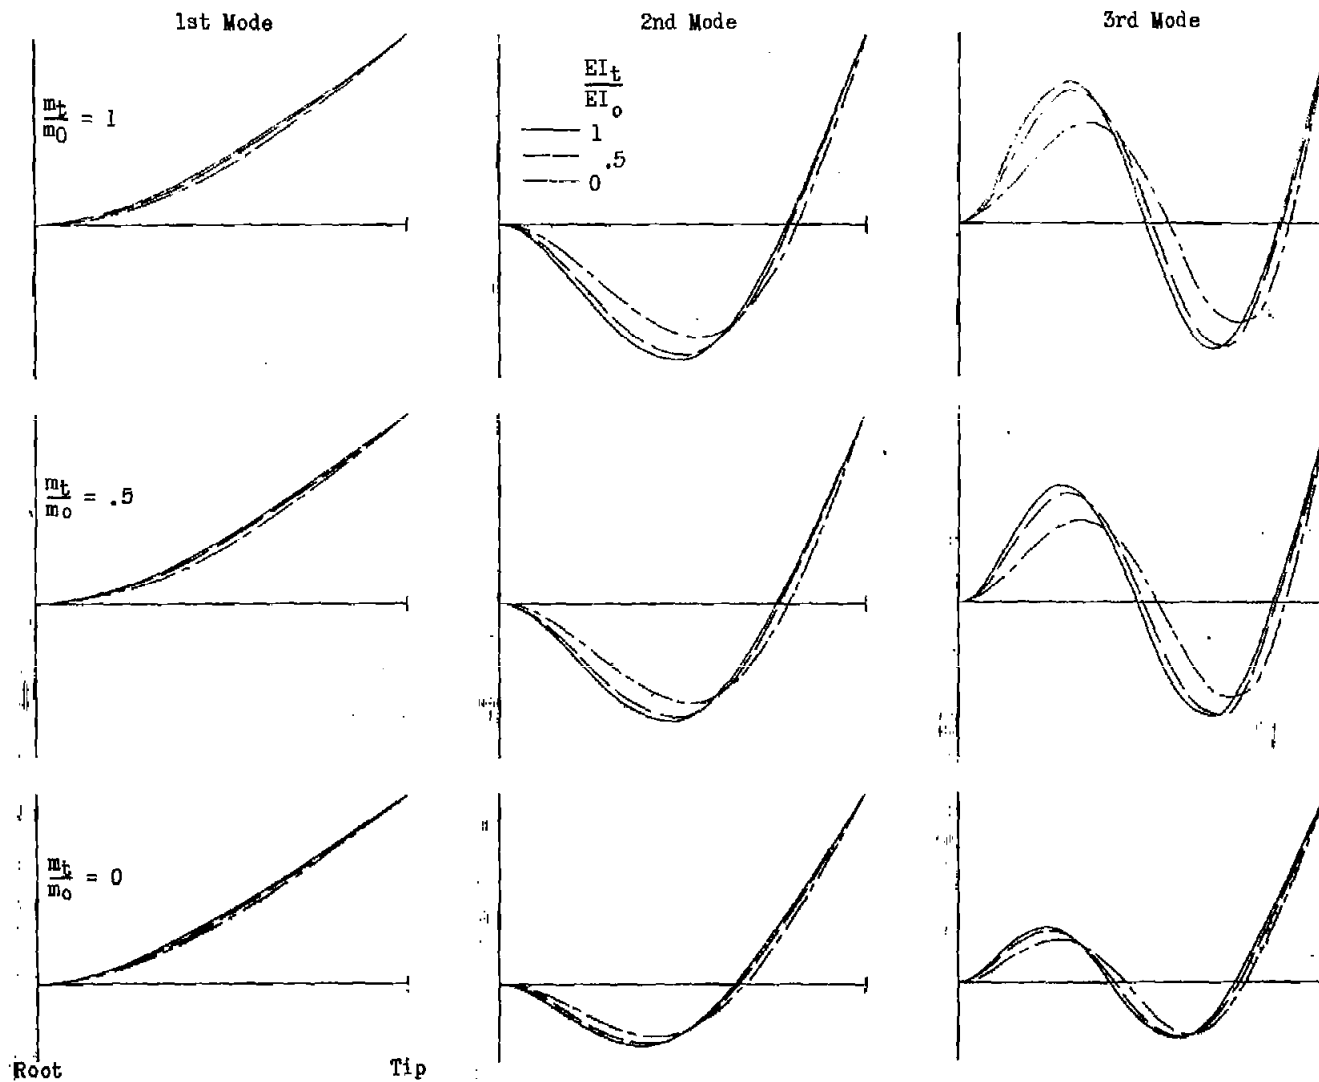 1st Mode
2nd Mode
3rd Mode
mt
m0 = 1
EIt
EIo
1
.5
0
mt
mo = .5
mt
mo = 0
Root
Tip